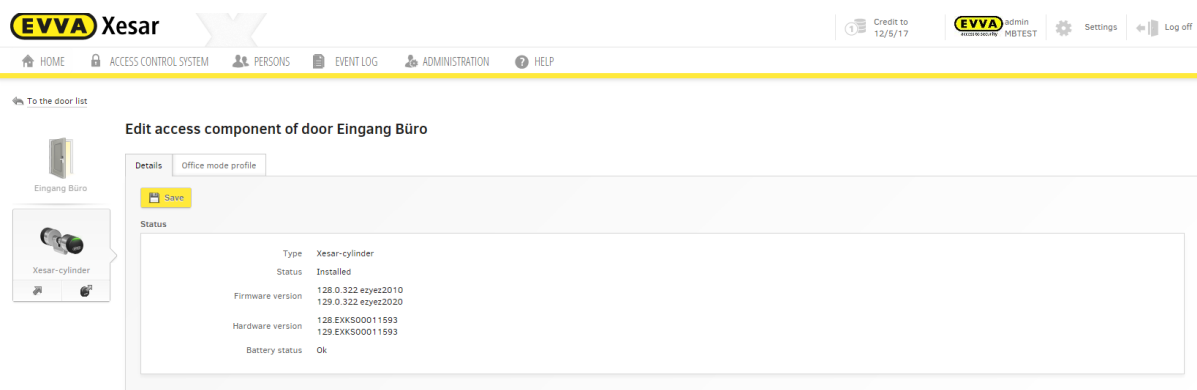 EVVA Xesar
Credit to
12/5/17
EVVA admin
access to security MBTEST
Settings
Log off
HOME
ACCESS CONTROL SYSTEM
PERSONS
EVENT LOG
ADMINISTRATION
? HELP
To the door list
Edit access component of door Eingang Büro
Eingang Büro
Details
Office mode profile
Save
Status
Xesar-cylinder
Type Xesar-cylinder
Status Installed
Firmware version 128.0.322 ezyez2010
129.0.322 ezyez2020
Hardware version 128.EXKS00011593
129.EXKS00011593
Battery status Ok